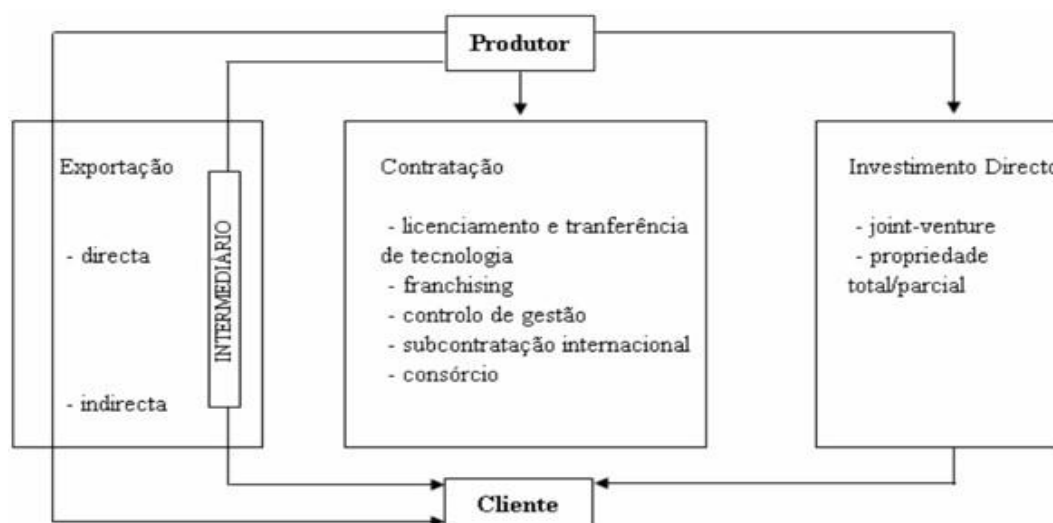 Produtor
Exportação
- directa
- indirecta
INTERMEDIÁRIO
Contratação
- licenciamento e tranferência
de tecnologia
- franchising
- controlo de gestão
- subcontratação internacional
- consórcio
Investimento Direct
- joint-venture
- propriedade
total/parcial
Cliente